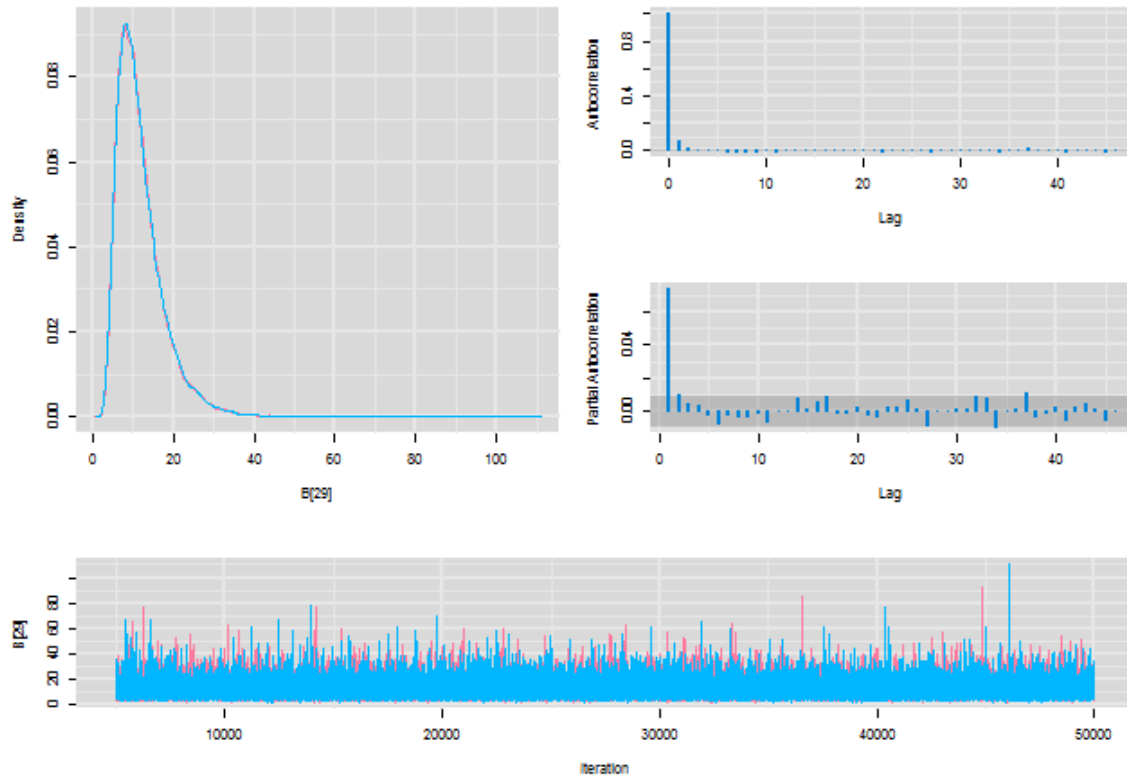 Density
0.00 0.02 0.04 0.06 0.08
0 20 40 60 80 100
B[29]
Autocorrelation
0.0 0.4 0.8
0 10 20 30 40
Lag
Partial Autocorrelation
0.00 0.04
0 10 20 30 40
Lag
B[29]
0 20 40 60 80
10000 20000 30000 40000 50000
Iteration